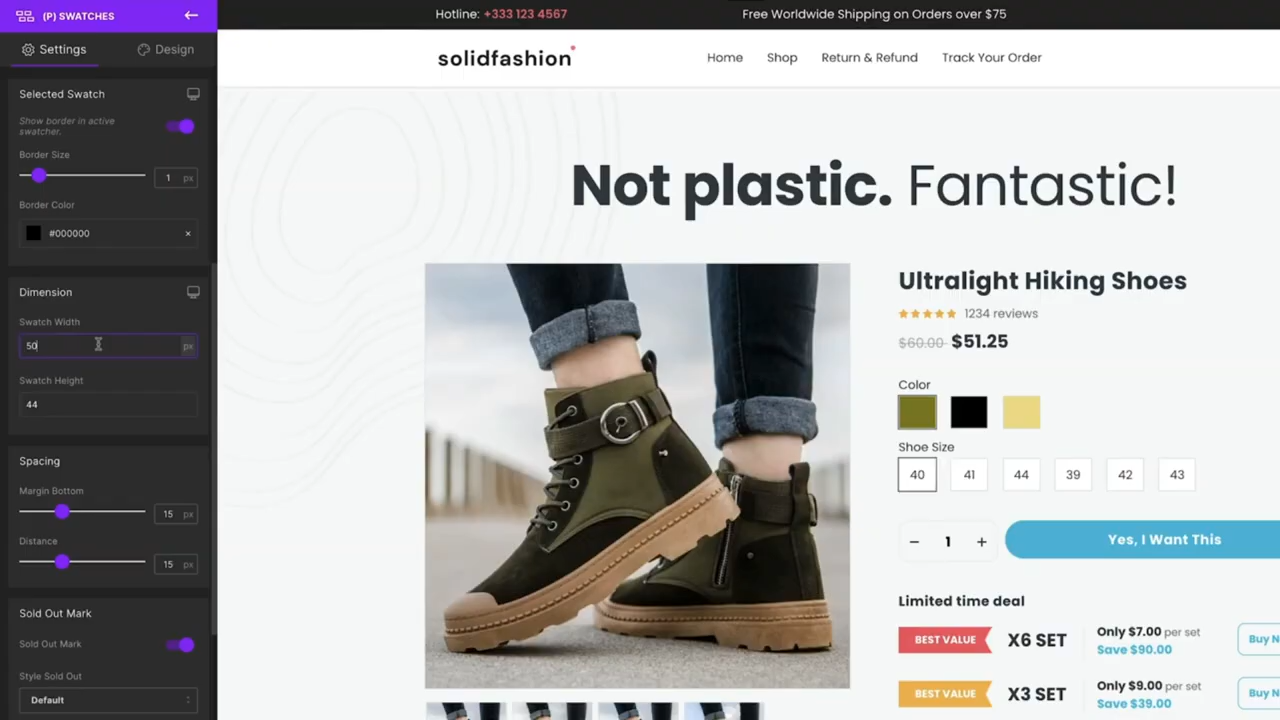 (P) SWATCHES
Settings
Design
Selected Swatch
Show border in active
swatcher.
Border Size
1 px
Border Color
#000000 ×
Dimension
Swatch Width
50 px
Swatch Height
44
Spacing
Margin Bottom
15 px
Distance
15 px
Sold Out Mark
Sold Out Mark
Style Sold Out
Default
Hotline: +333 123 4567
Free Worldwide Shipping on Orders over $75
solidfashion
Home
Shop
Return & Refund
Track Your Order
Not plastic. Fantastic!
Ultralight Hiking Shoes
1234 reviews
$60.00 $51.25
Color
Shoe Size
40 41 44 39 42 43
− 1 +
Yes, I Want This
Limited time deal
BEST VALUE
X6 SET
Only $7.00 per set
Save $90.00
Buy N
BEST VALUE
X3 SET
Only $9.00 per set
Save $39.00
Buy N